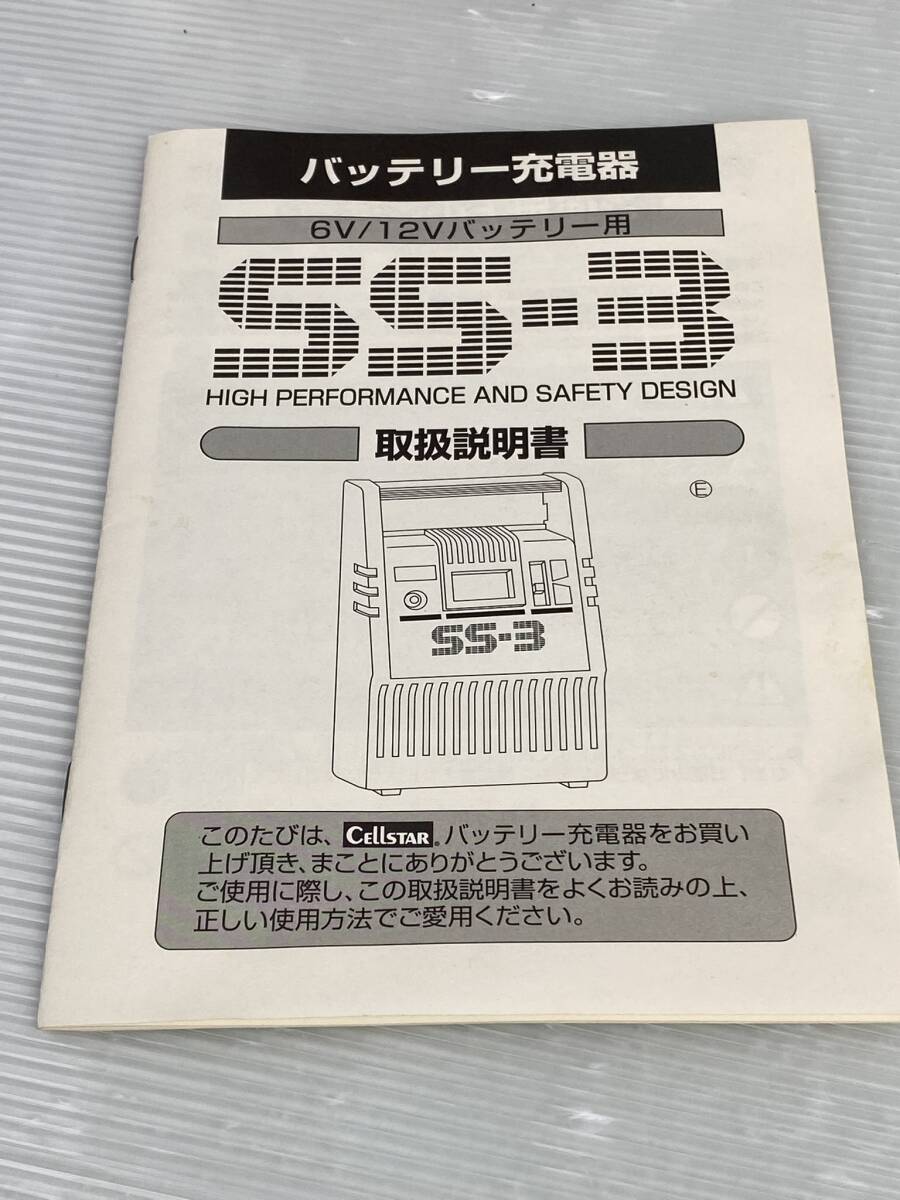 バッテリー充電器
6V/12Vバッテリー用
SS-3
HIGH PERFORMANCE AND SAFETY DESIGN
取扱説明書
E
SS-3
このたびは、CELLSTAR®バッテリー充電器をお買い
上げ頂き、まことにありがとうございます。
ご使用に際し、この取扱説明書をよくお読みの上、
正しい使用方法でご愛用ください。